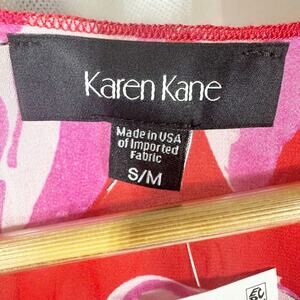 Karen Kane
Made in USA
of Imported
Fabric
S/M